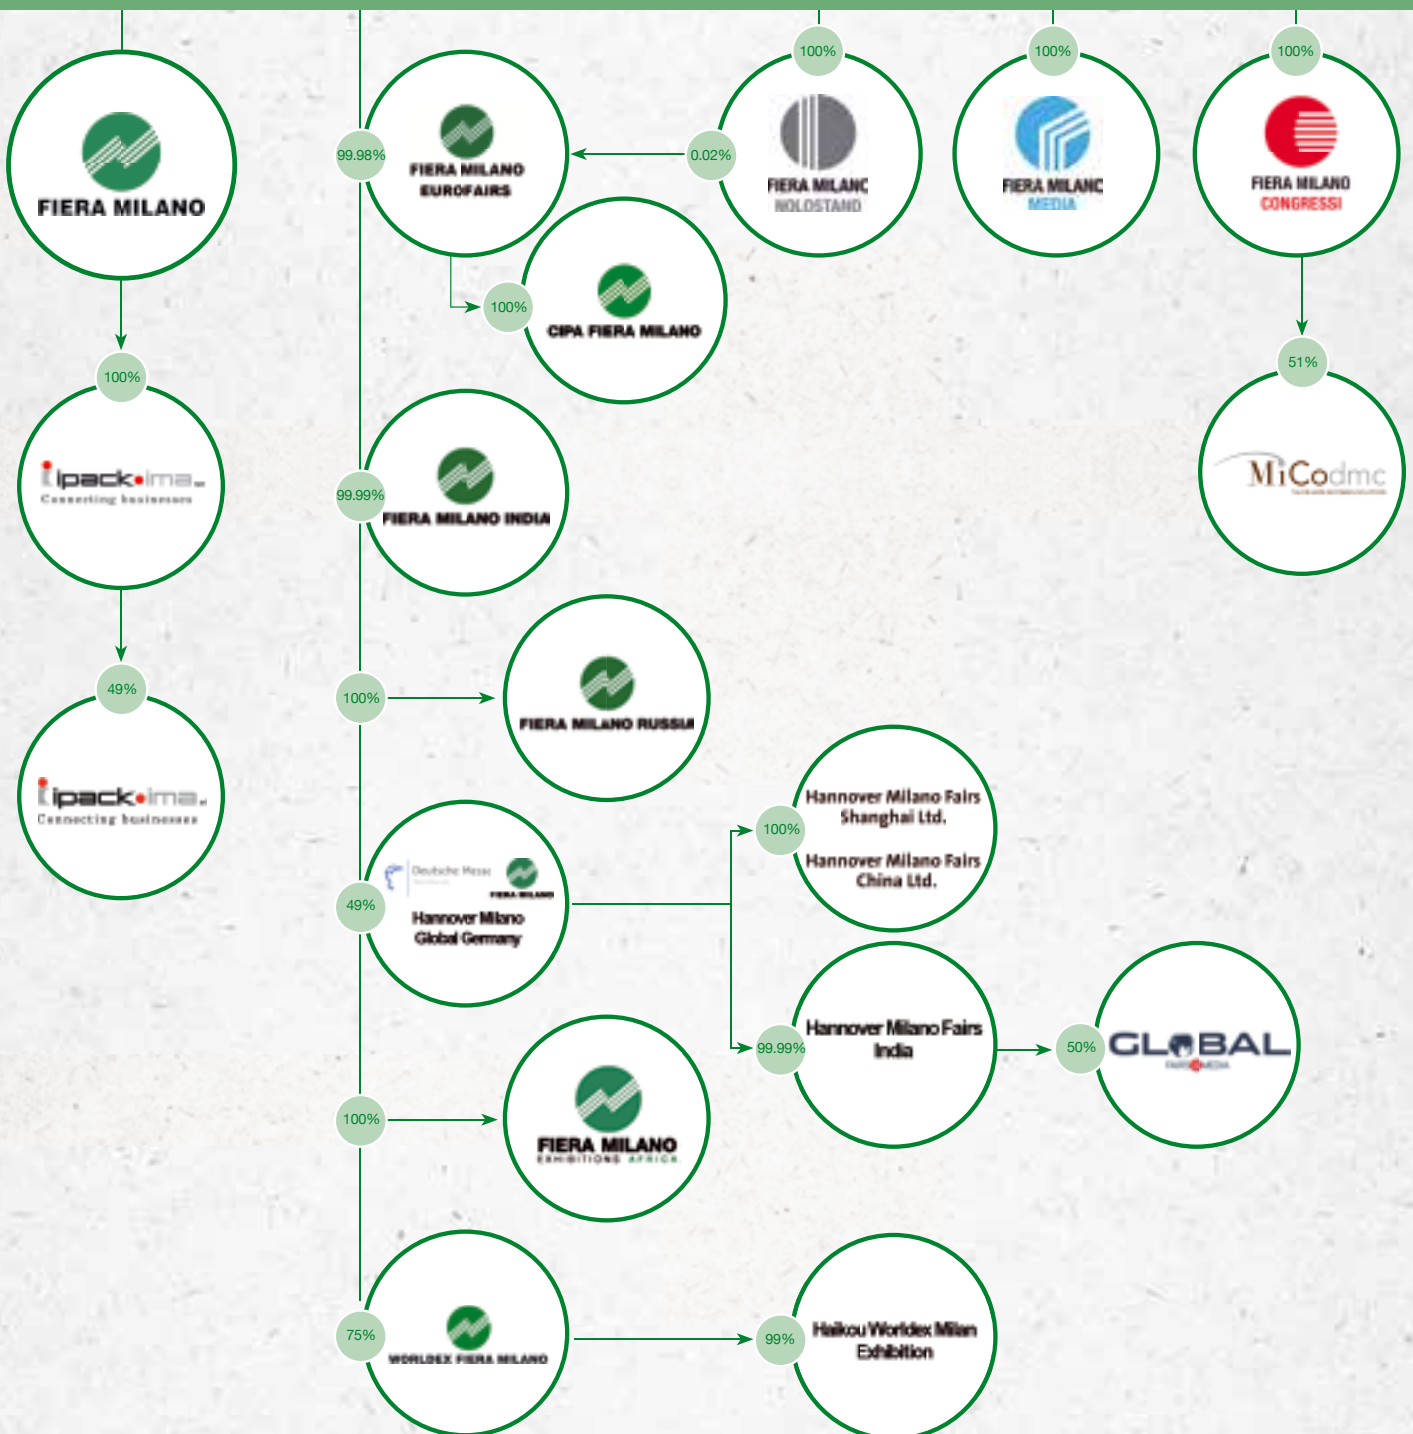 100%
100%
100%
99.98%
FIERA MILANO
EUROFAIRS
0.02%
FIERA MILANC
NOLOSTAND
FIERA MILANC
MEDIA
FIERA MILANO
CONGRESSI
FIERA MILANO
100%
CIPA FIERA MILANO
100%
51%
ipack•ima
Connecting businesses
MiCodmc
99.99%
FIERA MILANO INDIA
49%
100%
FIERA MILANO RUSSIA
ipack•ima
Connecting businesses
100%
Hannover Milano Fairs
Shanghai Ltd.
Hannover Milano Fairs
China Ltd.
49%
Deutsche Messe
FIERA MILANO
Hannover Milano
Global Germany
99.99%
Hannover Milano Fairs
India
50%
GLOBAL
FAIRS MEDIA
100%
FIERA MILANO
EXHIBITIONS AFRICA
75%
WORLDEX FIERA MILANO
99%
Haikou Worldex Milan
Exhibition